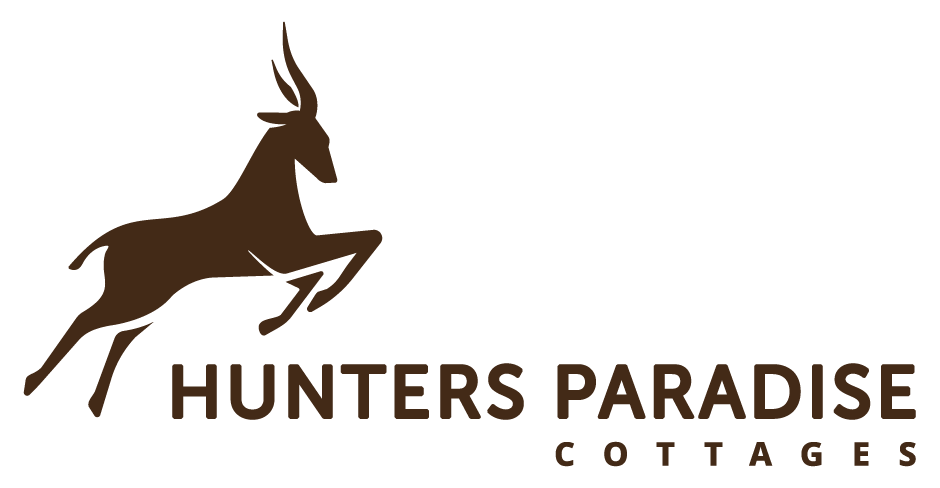 HUNTERS PARADISE
COTTAGES